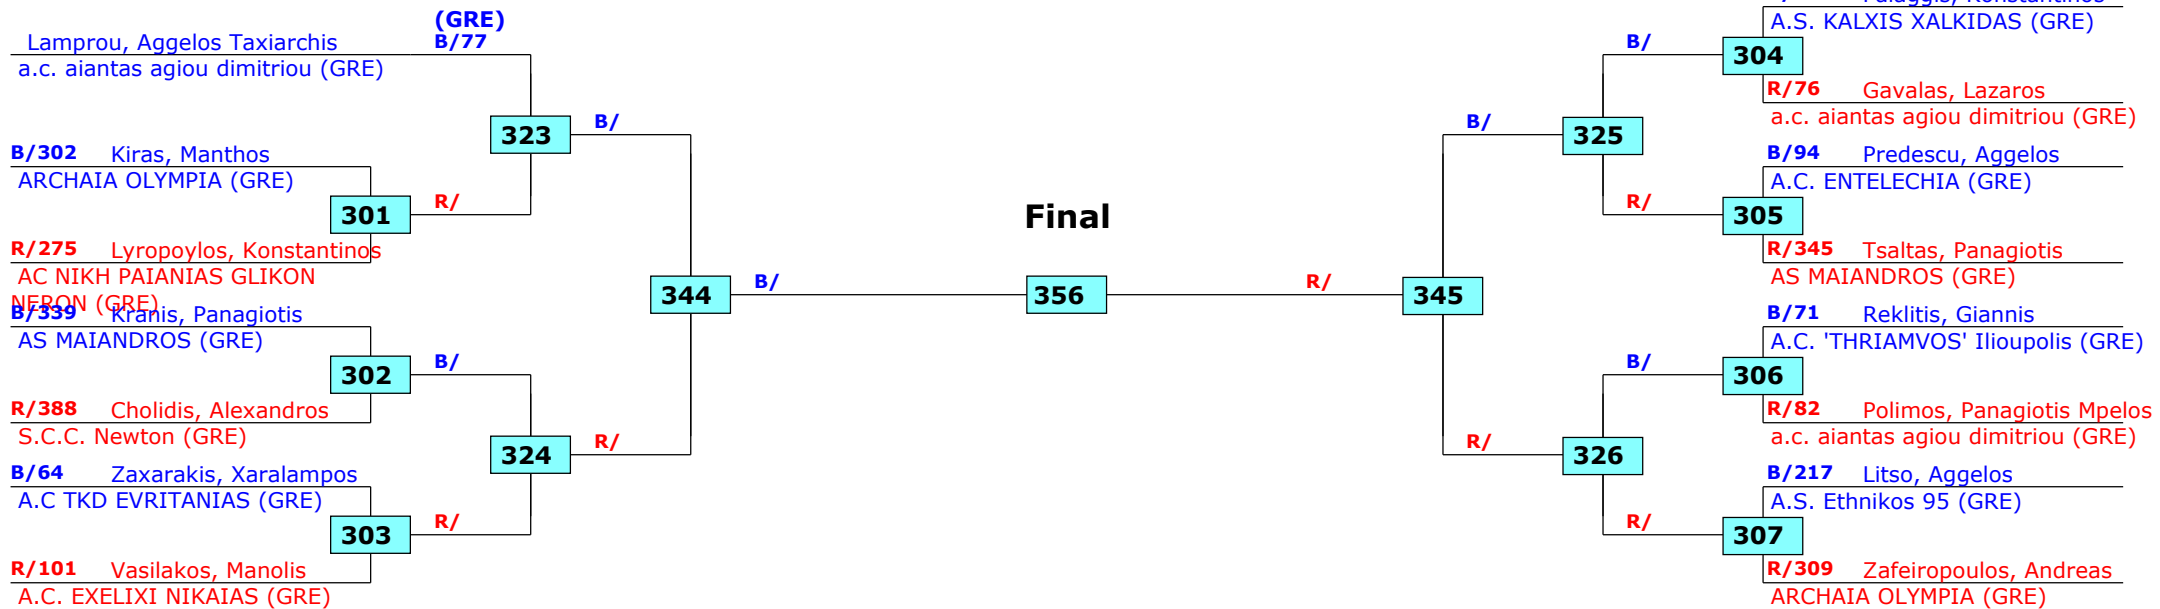 (GRE)
Lamprou, Aggelos Taxiarchis B/77
a.c. aiantas agiou dimitriou (GRE)
323
B/
B/302 Kiras, Manthos
ARCHAIA OLYMPIA (GRE)
301
R/
R/275 Lyropoylos, Konstantinos
AC NIKH PAIANIAS GLIKON
NERON (GRE)
B/339 Kranis, Panagiotis
AS MAIANDROS (GRE)
302
B/
R/388 Cholidis, Alexandros
S.C.C. Newton (GRE)
324
R/
B/64 Zaxarakis, Xaralampos
A.C TKD EVRITANIAS (GRE)
303
R/
R/101 Vasilakos, Manolis
A.C. EXELIXI NIKAIAS (GRE)
344
B/
Final
356
R/
345
B/
325
R/
326
B/
304
A.S. KALXIS XALKIDAS (GRE)
R/76 Gavalas, Lazaros
a.c. aiantas agiou dimitriou (GRE)
B/94 Predescu, Aggelos
A.C. ENTELECHIA (GRE)
R/
305
R/345 Tsaltas, Panagiotis
AS MAIANDROS (GRE)
B/71 Reklitis, Giannis
A.C. 'THRIAMVOS' Ilioupolis (GRE)
B/
306
R/82 Polimos, Panagiotis Mpelos
a.c. aiantas agiou dimitriou (GRE)
B/217 Litso, Aggelos
A.S. Ethnikos 95 (GRE)
R/
307
R/309 Zafeiropoulos, Andreas
ARCHAIA OLYMPIA (GRE)